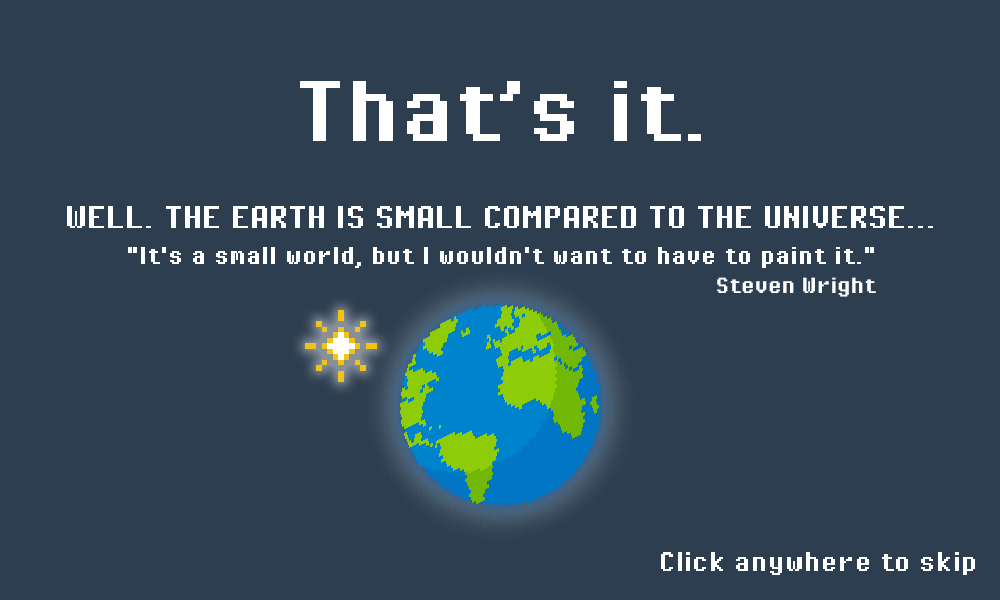 That's it.
WELL. THE EARTH IS SMALL COMPARED TO THE UNIVERSE...
"It's a small world, but I wouldn't want to have to paint it."
Steven Wright
Click anywhere to skip